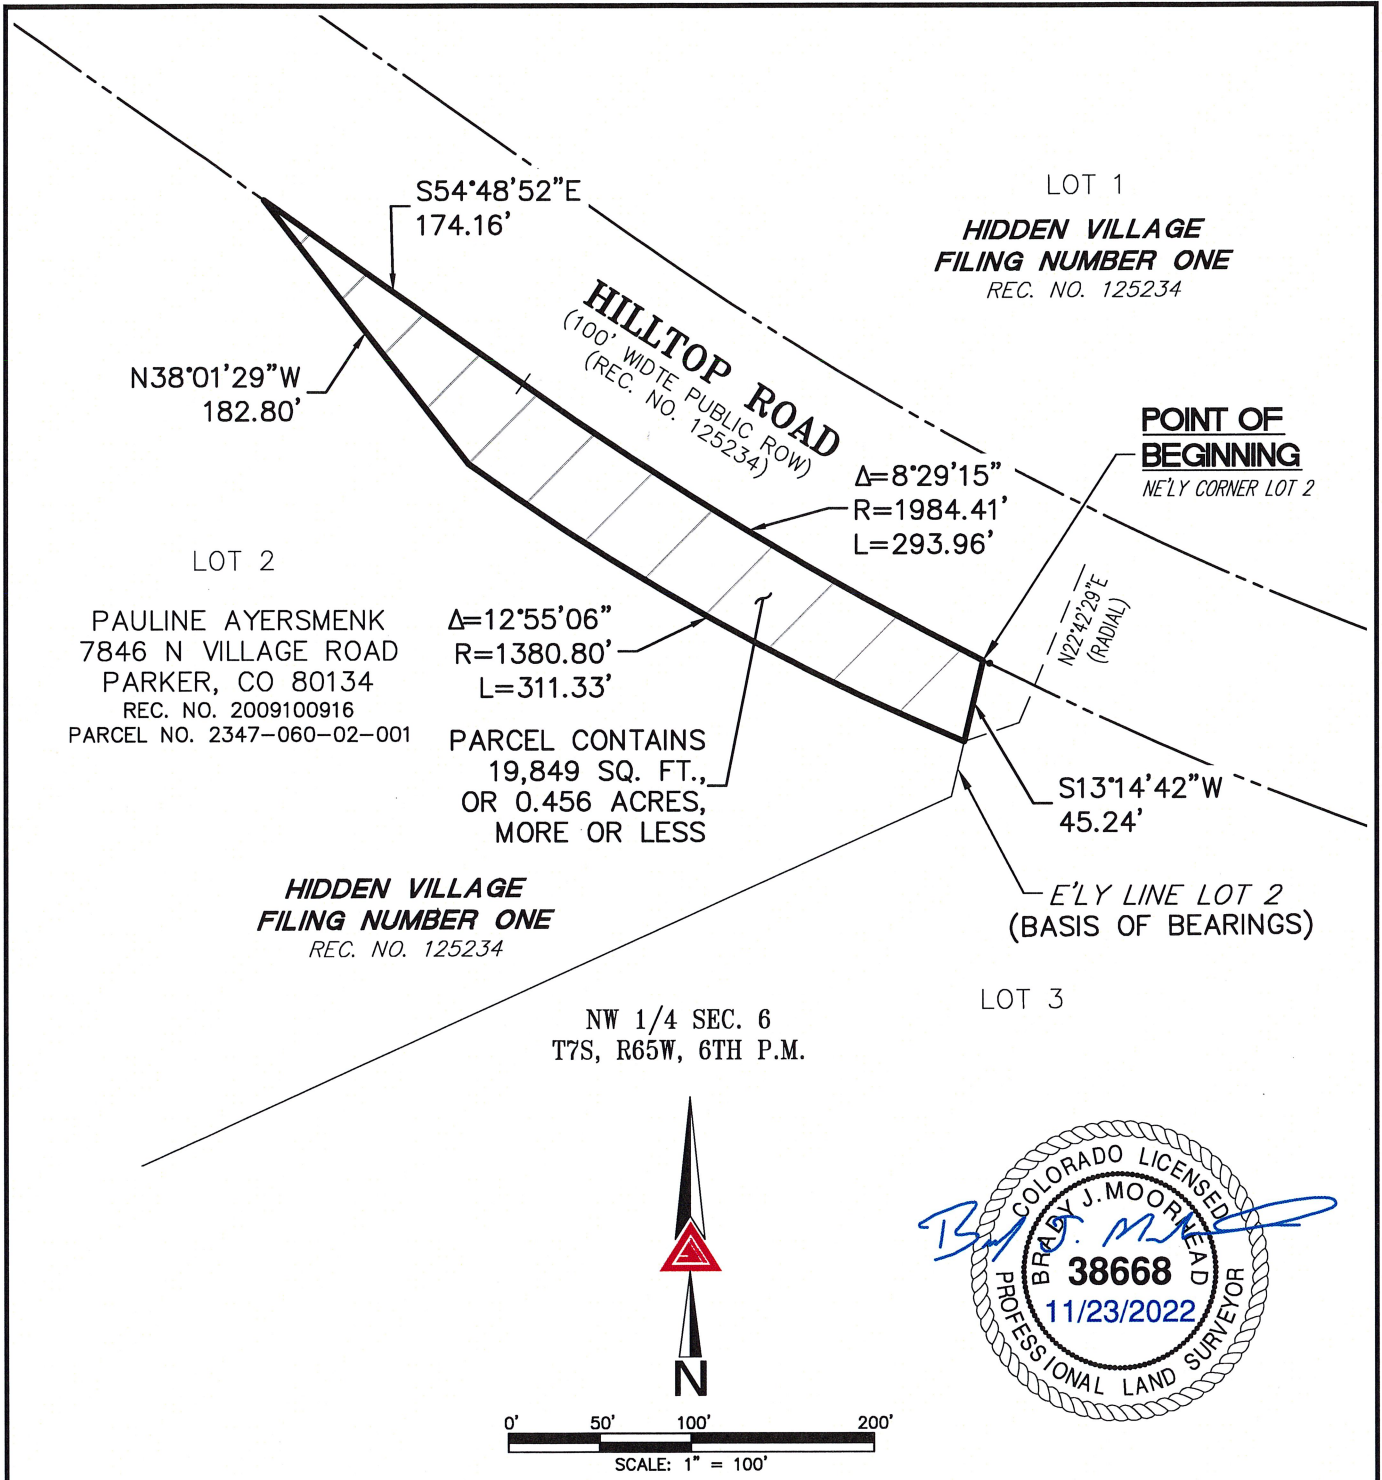 S54°48'52"E
174.16'
LOT 1
HIDDEN VILLAGE
FILING NUMBER ONE
REC. NO. 125234
HILLTOP ROAD
(100' WIDTE PUBLIC ROW)
(REC. NO. 125234)
N38°01'29"W
182.80'
POINT OF
BEGINNING
NE'LY CORNER LOT 2
Δ=8°29'15"
R=1984.41'
L=293.96'
LOT 2
PAULINE AYERSMENK
7846 N VILLAGE ROAD
PARKER, CO 80134
REC. NO. 2009100916
PARCEL NO. 2347-060-02-001
Δ=12°55'06"
R=1380.80'
L=311.33'
N22°42'29"E
(RADIAL)
PARCEL CONTAINS
19,849 SQ. FT.,
OR 0.456 ACRES,
MORE OR LESS
S13°14'42"W
45.24'
HIDDEN VILLAGE
FILING NUMBER ONE
REC. NO. 125234
E'LY LINE LOT 2
(BASIS OF BEARINGS)
LOT 3
NW 1/4 SEC. 6
T7S, R65W, 6TH P.M.
COLORADO LICENSED
BRADY J. MOORHEAD
38668
11/23/2022
PROFESSIONAL LAND SURVEYOR
N
0' 50' 100' 200'
SCALE: 1" = 100'